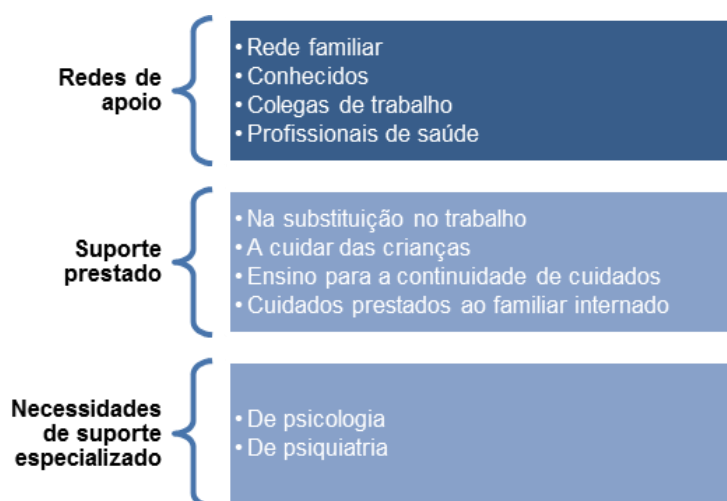 Redes de
apoio
• Rede familiar
• Conhecidos
• Colegas de trabalho
• Profissionais de saúde
Suporte
prestado
• Na substituição no trabalho
• A cuidar das crianças
• Ensino para a continuidade de cuidados
• Cuidados prestados ao familiar internado
Necessidades
de suporte
especializado
• De psicologia
• De psiquiatria